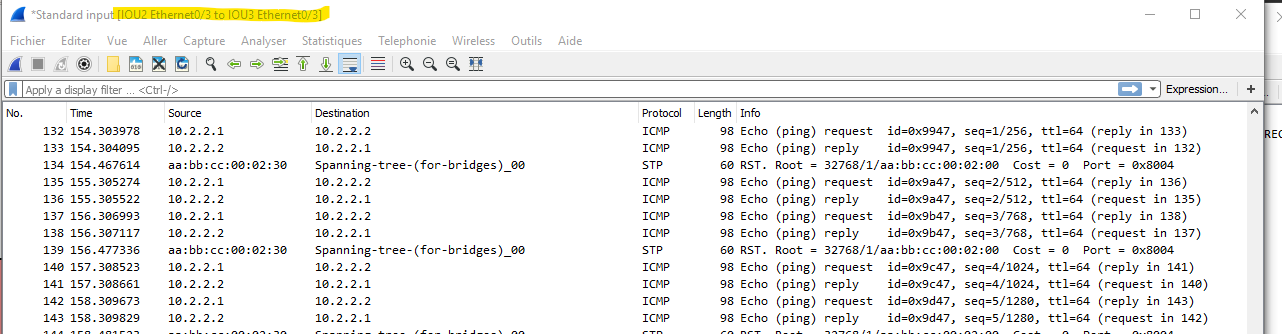 *Standard input [IOU2 Ethernet0/3 to IOU3 Ethernet0/3]
Fichier Editer Vue Aller Capture Analyser Statistiques Telephonie Wireless Outils Aide
Apply a display filter ... <Ctrl-/> Expression... +
No. Time Source Destination Protocol Length Info
132 154.303978 10.2.2.1 10.2.2.2 ICMP 98 Echo (ping) request id=0x9947, seq=1/256, ttl=64 (reply in 133)
133 154.304095 10.2.2.2 10.2.2.1 ICMP 98 Echo (ping) reply id=0x9947, seq=1/256, ttl=64 (request in 132)
134 154.467614 aa:bb:cc:00:02:30 Spanning-tree-(for-bridges)_00 STP 60 RST. Root = 32768/1/aa:bb:cc:00:02:00 Cost = 0 Port = 0x8004
135 155.305274 10.2.2.1 10.2.2.2 ICMP 98 Echo (ping) request id=0x9a47, seq=2/512, ttl=64 (reply in 136)
136 155.305522 10.2.2.2 10.2.2.1 ICMP 98 Echo (ping) reply id=0x9a47, seq=2/512, ttl=64 (request in 135)
137 156.306993 10.2.2.1 10.2.2.2 ICMP 98 Echo (ping) request id=0x9b47, seq=3/768, ttl=64 (reply in 138)
138 156.307117 10.2.2.2 10.2.2.1 ICMP 98 Echo (ping) reply id=0x9b47, seq=3/768, ttl=64 (request in 137)
139 156.477336 aa:bb:cc:00:02:30 Spanning-tree-(for-bridges)_00 STP 60 RST. Root = 32768/1/aa:bb:cc:00:02:00 Cost = 0 Port = 0x8004
140 157.308523 10.2.2.1 10.2.2.2 ICMP 98 Echo (ping) request id=0x9c47, seq=4/1024, ttl=64 (reply in 141)
141 157.308661 10.2.2.2 10.2.2.1 ICMP 98 Echo (ping) reply id=0x9c47, seq=4/1024, ttl=64 (request in 140)
142 158.309673 10.2.2.1 10.2.2.2 ICMP 98 Echo (ping) request id=0x9d47, seq=5/1280, ttl=64 (reply in 143)
143 158.309829 10.2.2.2 10.2.2.1 ICMP 98 Echo (ping) reply id=0x9d47, seq=5/1280, ttl=64 (request in 142)